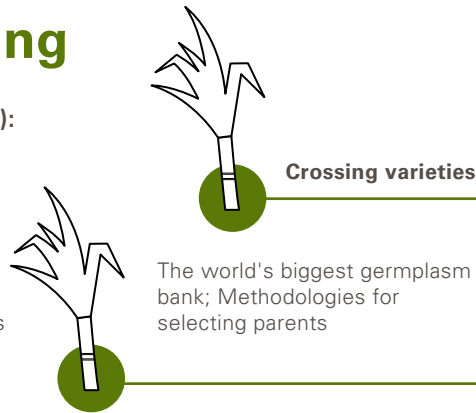 ng
):
Crossing varieties
The world's biggest germplasm
bank; Methodologies for
selecting parents
s